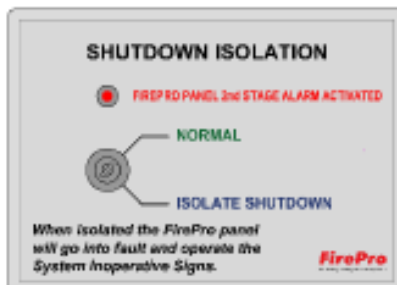 SHUTDOWN ISOLATION
FIREPRO PANEL 2nd STAGE ALARM ACTIVATED
NORMAL
ISOLATE SHUTDOWN
When isolated the FirePro panel
will go into fault and operate the
System Inoperative Signs.
FirePro